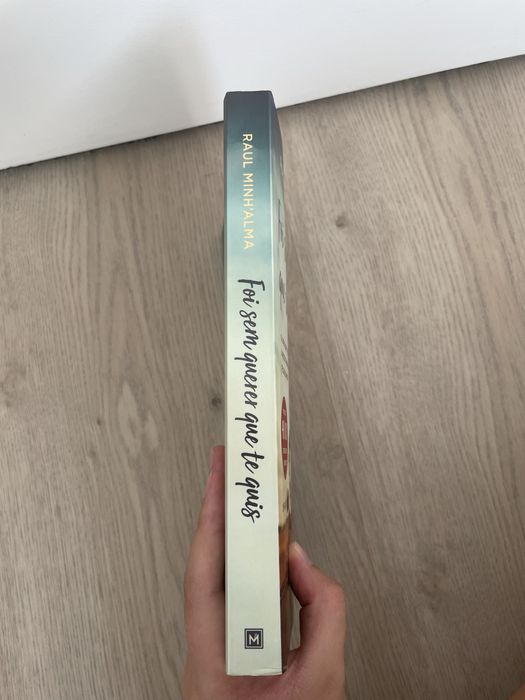 RAUL MINH'ALMA
Foi sem querer que te quis
M